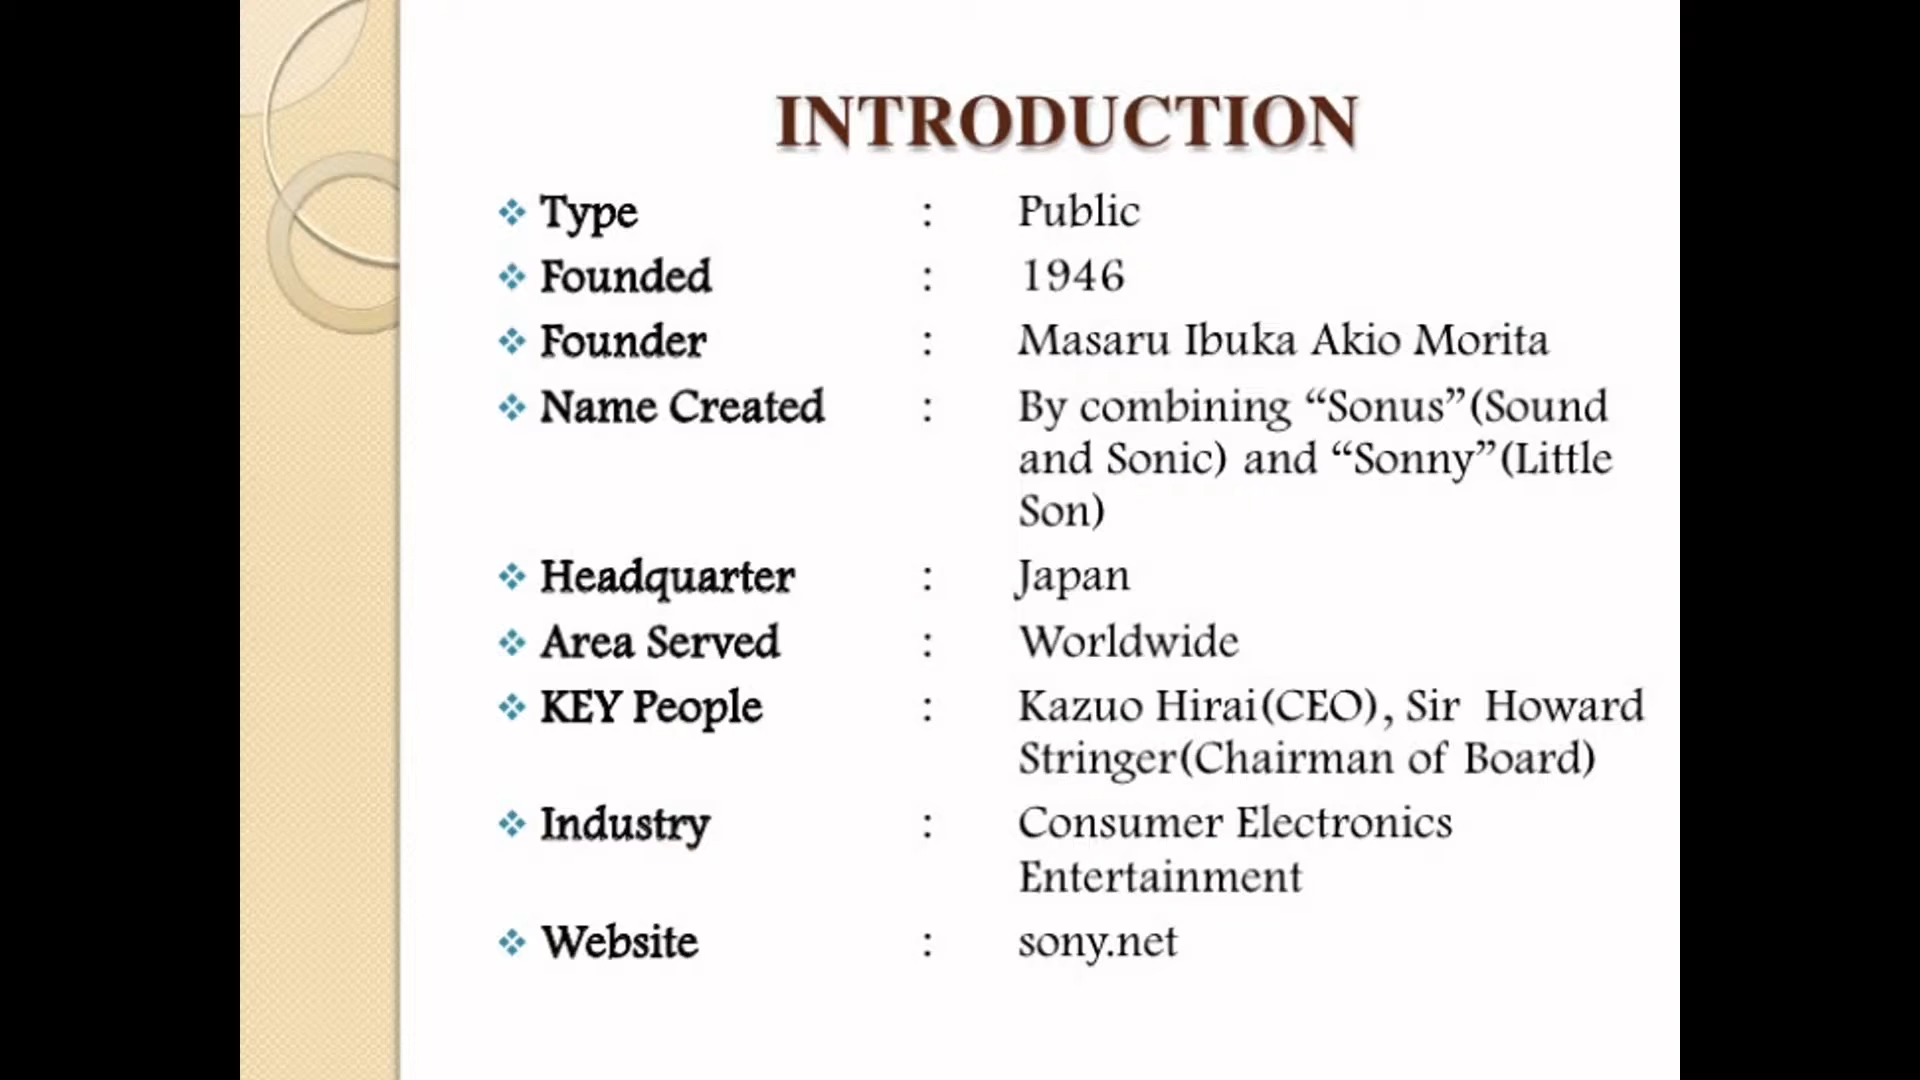 INTRODUCTION
Type : Public
Founded : 1946
Founder : Masaru Ibuka Akio Morita
Name Created : By combining “Sonus”(Sound
and Sonic) and “Sonny”(Little
Son)
Headquarter : Japan
Area Served : Worldwide
KEY People : Kazuo Hirai(CEO), Sir Howard
Stringer(Chairman of Board)
Industry : Consumer Electronics
Entertainment
Website : sony.net